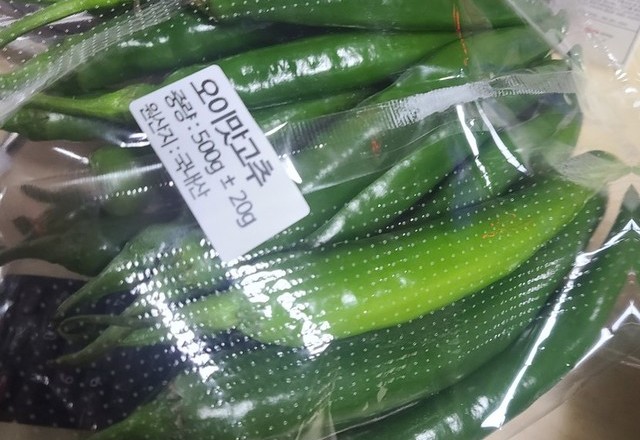 오이맛고추
중량 : 500g ± 20g
원산지 : 국내산